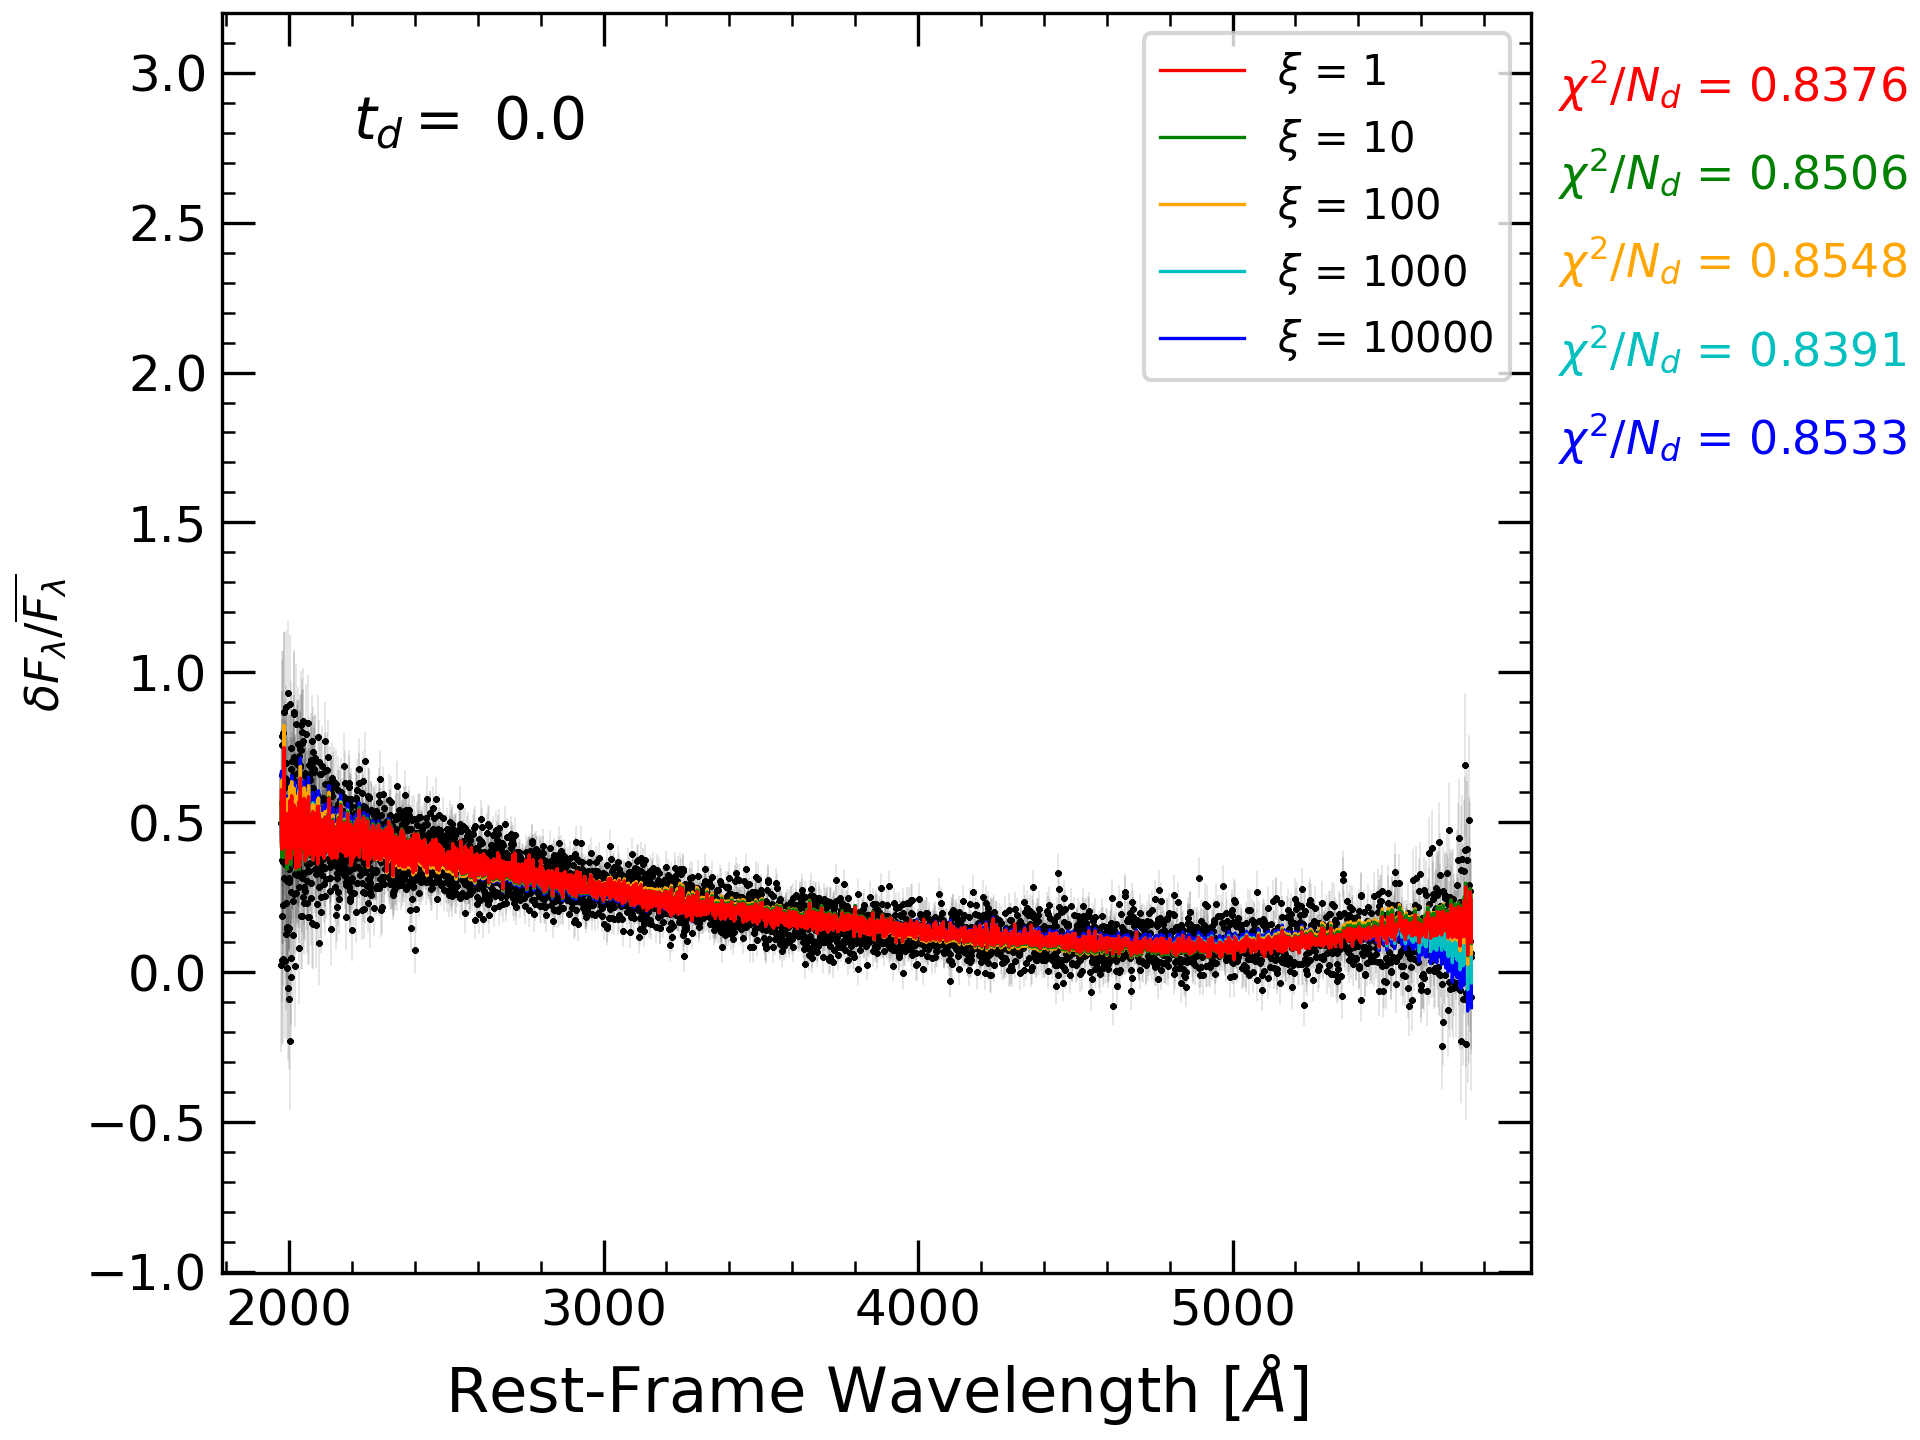 t_d = 0.0
ξ = 1
ξ = 10
ξ = 100
ξ = 1000
ξ = 10000
χ²/N_d = 0.8376
χ²/N_d = 0.8506
χ²/N_d = 0.8548
χ²/N_d = 0.8391
χ²/N_d = 0.8533
3.0
2.5
2.0
1.5
1.0
0.5
0.0
−0.5
−1.0
δF_λ/F̅_λ
2000 3000 4000 5000
Rest-Frame Wavelength [Å]